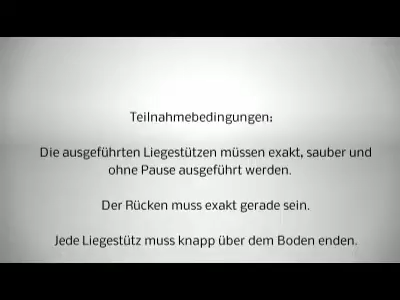 Teilnahmebedingungen:
Die ausgeführten Liegestützen müssen exakt, sauber und
ohne Pause ausgeführt werden.
Der Rücken muss exakt gerade sein.
Jede Liegestütz muss knapp über dem Boden enden.